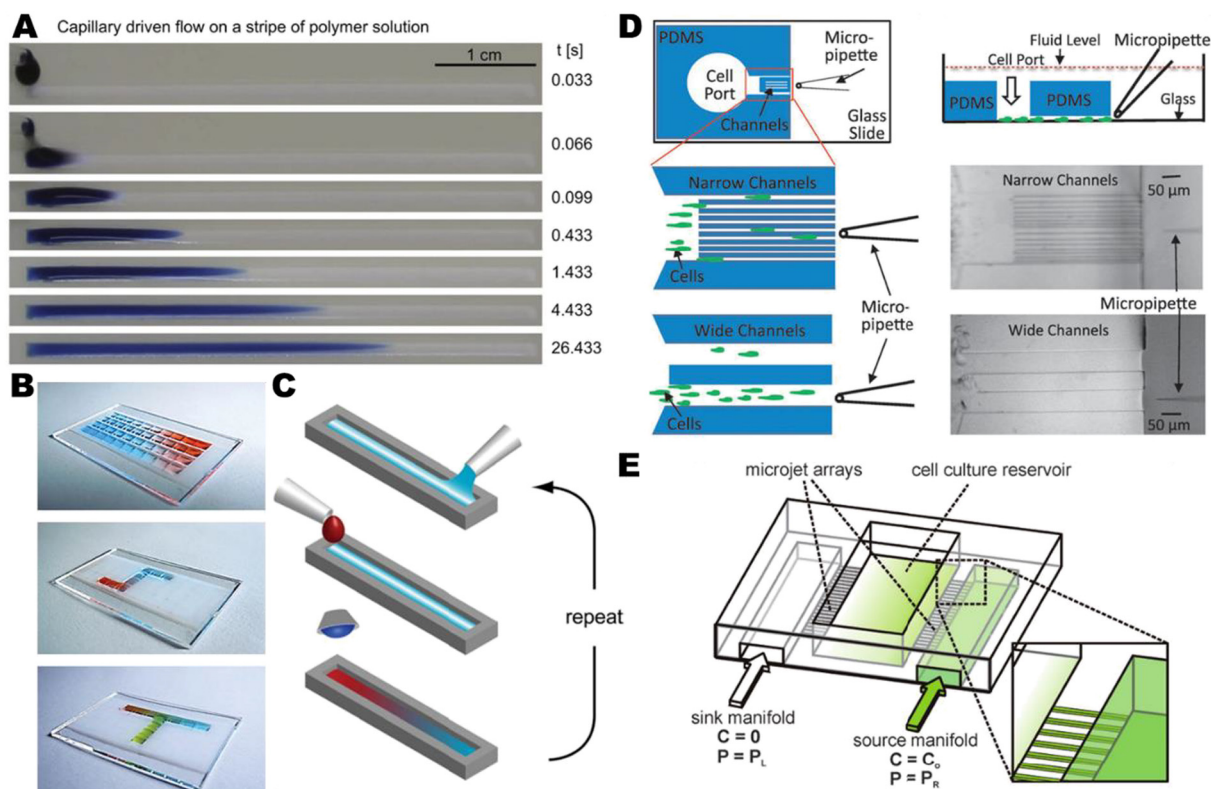 A
Capillary driven flow on a stripe of polymer solution
t [s]
1 cm
0.033
0.066
0.099
0.433
1.433
4.433
26.433
B
C
repeat
D
PDMS
Cell
Port
Micro-
pipette
Channels
Glass
Slide
Fluid Level
Cell Port
Micropipette
PDMS
PDMS
Glass
Narrow Channels
Cells
Micro-
pipette
Wide Channels
Cells
Narrow Channels
50 µm
Micropipette
Wide Channels
50 µm
E
microjet arrays
cell culture reservoir
sink manifold
C = 0
P = P_L
source manifold
C = C_o
P = P_R